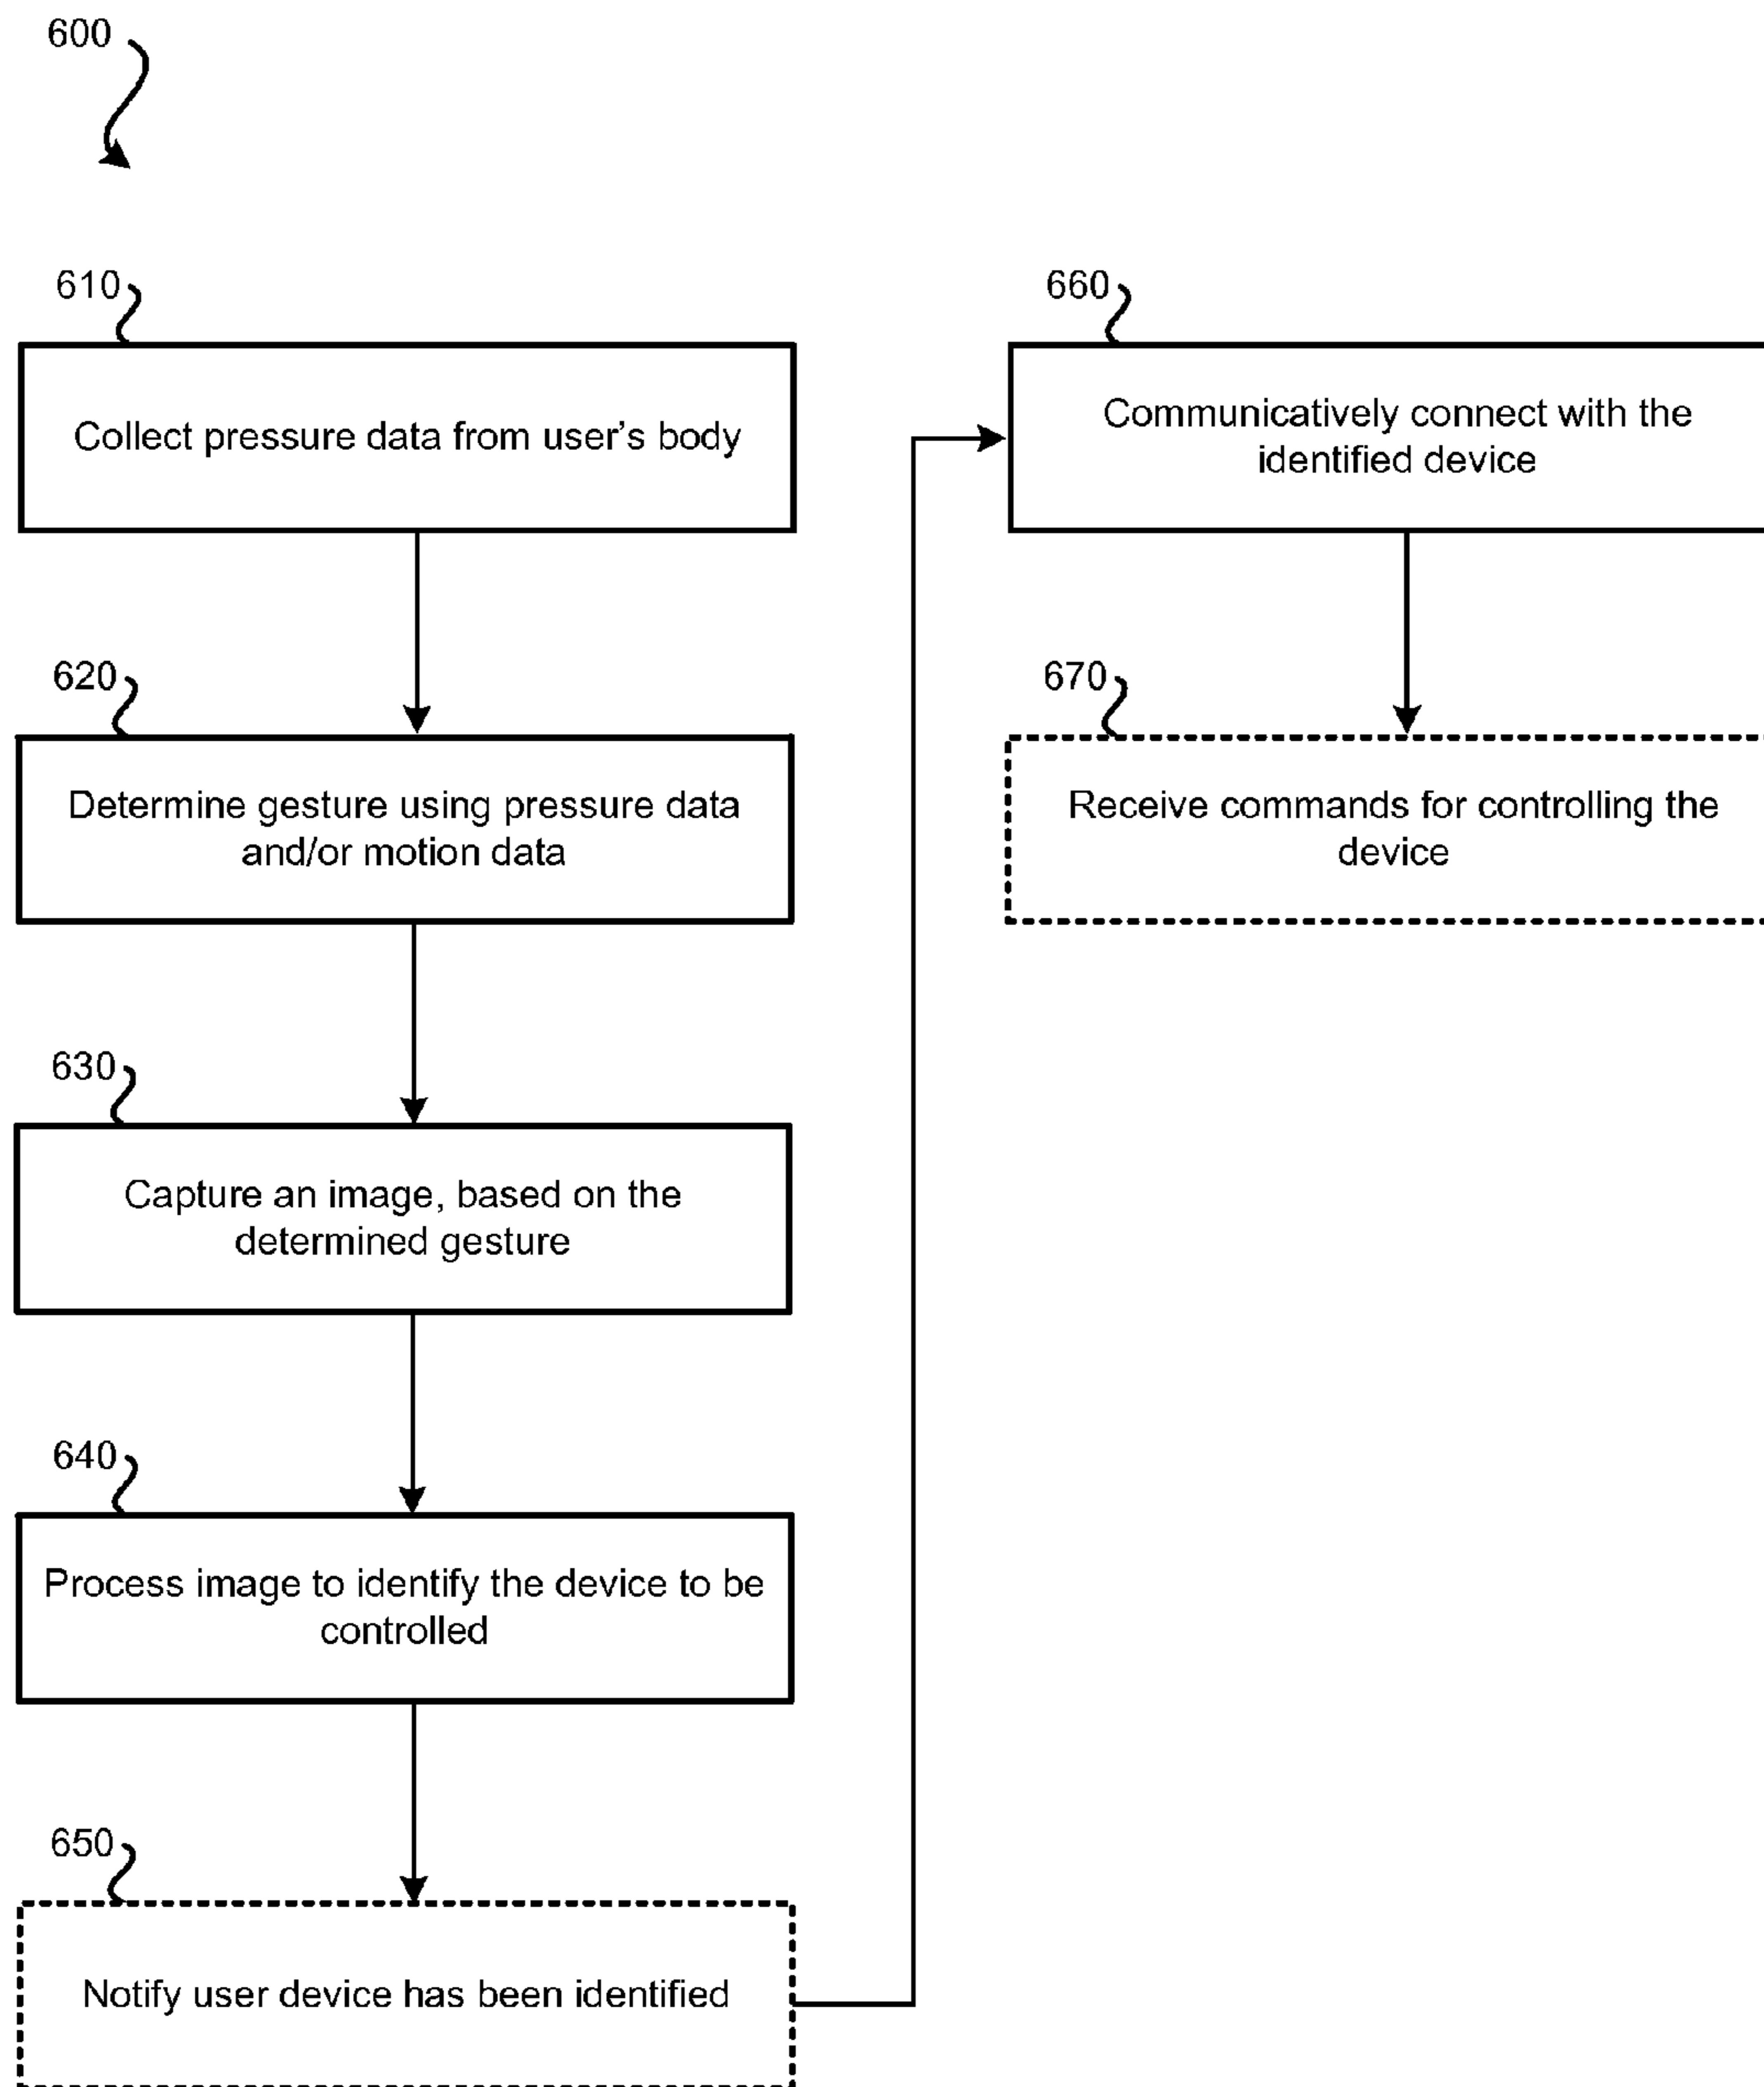 600
610
Collect pressure data from user's body
620
Determine gesture using pressure data
and/or motion data
630
Capture an image, based on the
determined gesture
640
Process image to identify the device to be
controlled
650
Notify user device has been identified
660
Communicatively connect with the
identified device
670
Receive commands for controlling the
device